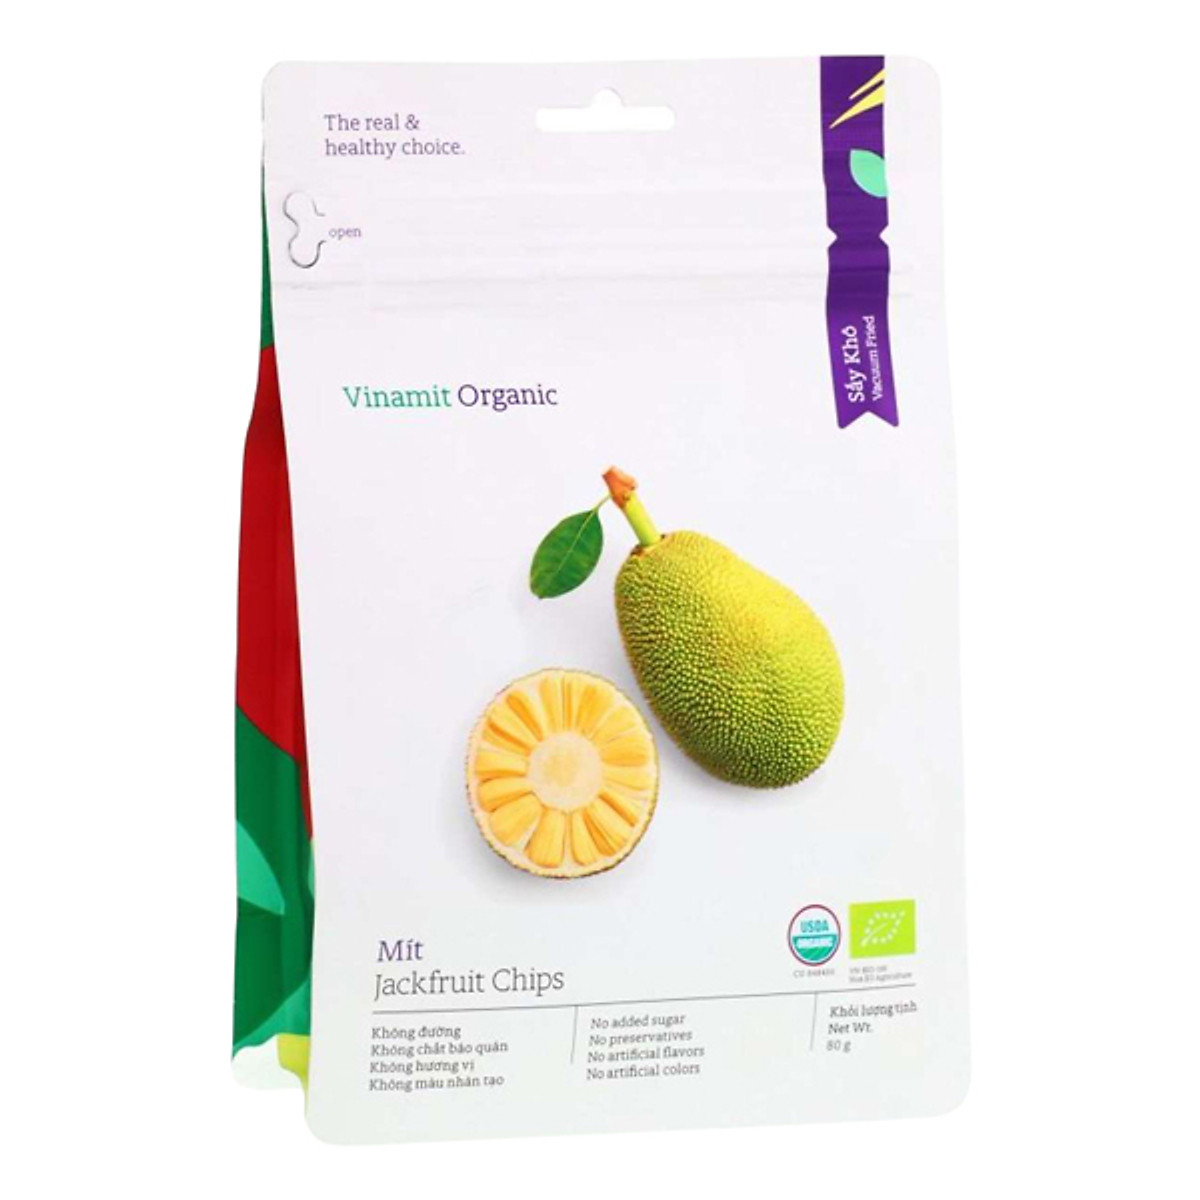 The real &
healthy choice.
open
Sấy Khô
Vacuum Fried
Vinamit Organic
USDA
ORGANIC
Mít
Jackfruit Chips
Không đường
Không chất bảo quản
Không hương vị
Không màu nhân tạo
No added sugar
No preservatives
No artificial flavors
No artificial colors
Khối lượng tịnh
Net Wt.
80 g